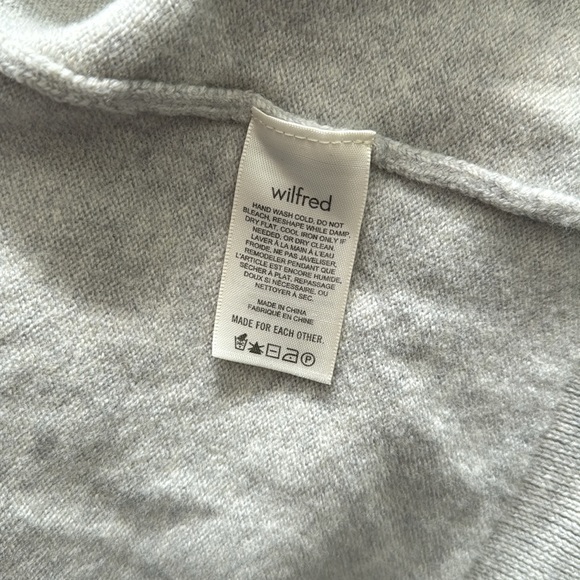 wilfred
HAND WASH COLD, DO NOT
BLEACH, RESHAPE WHILE DAMP
DRY FLAT. COOL IRON ONLY IF
NEEDED, OR DRY CLEAN.
LAVER À LA MAIN À L'EAU
FROIDE, NE PAS JAVELISER,
REMODELER PENDANT QUE
L'ARTICLE EST ENCORE HUMIDE,
SÉCHER À PLAT, REPASSAGE
DOUX SI NÉCESSAIRE, OU
NETTOYER À SEC.
MADE IN CHINA
FABRIQUÉ EN CHINE
MADE FOR EACH OTHER.
P